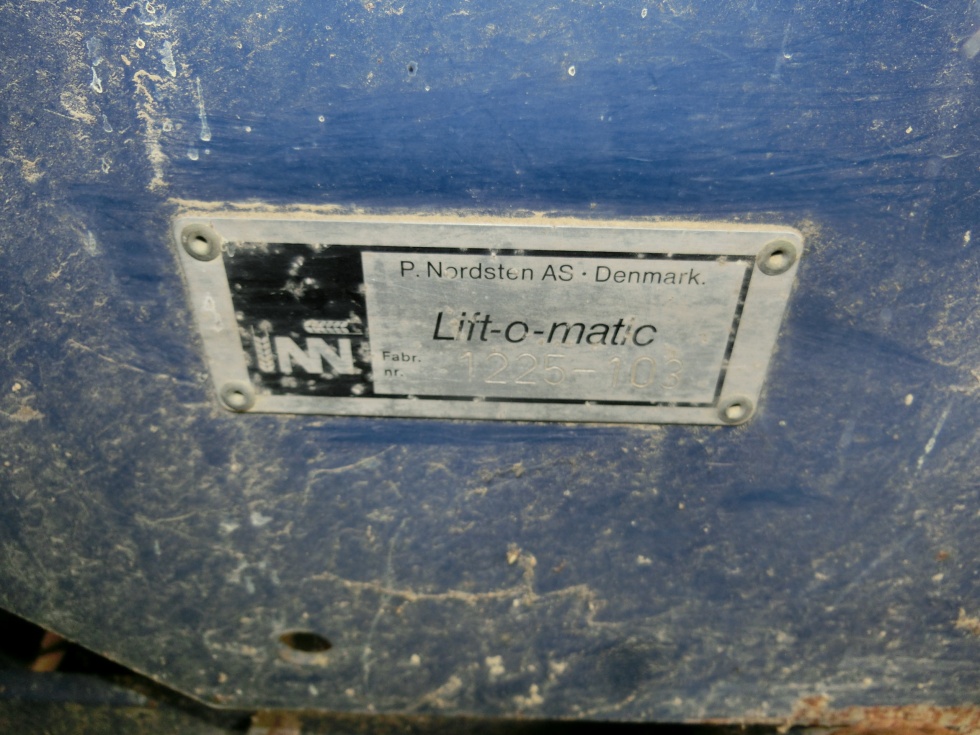 P. Nordsten AS · Denmark.
Lift-o-matic
Fabr.
nr. 1225-103